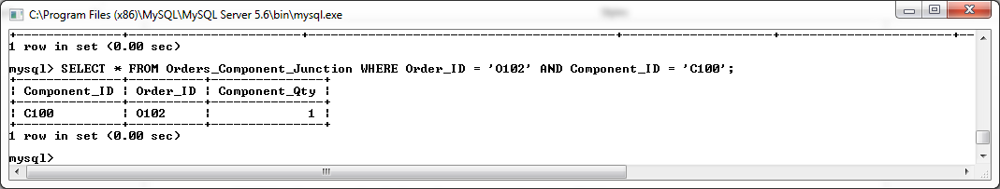 C:\Program Files (x86)\MySQL\MySQL Server 5.6\bin\mysql.exe
+--------------+----------------------+--------------------------------------+--------------------+-------------------------+--
1 row in set (0.00 sec)
mysql> SELECT * FROM Orders_Component_Junction WHERE Order_ID = 'O102' AND Component_ID = 'C100';
+--------------+----------+---------------+
¦ Component_ID ¦ Order_ID ¦ Component_Qty ¦
+--------------+----------+---------------+
¦ C100         ¦ O102     ¦             1 ¦
+--------------+----------+---------------+
1 row in set (0.00 sec)
mysql>